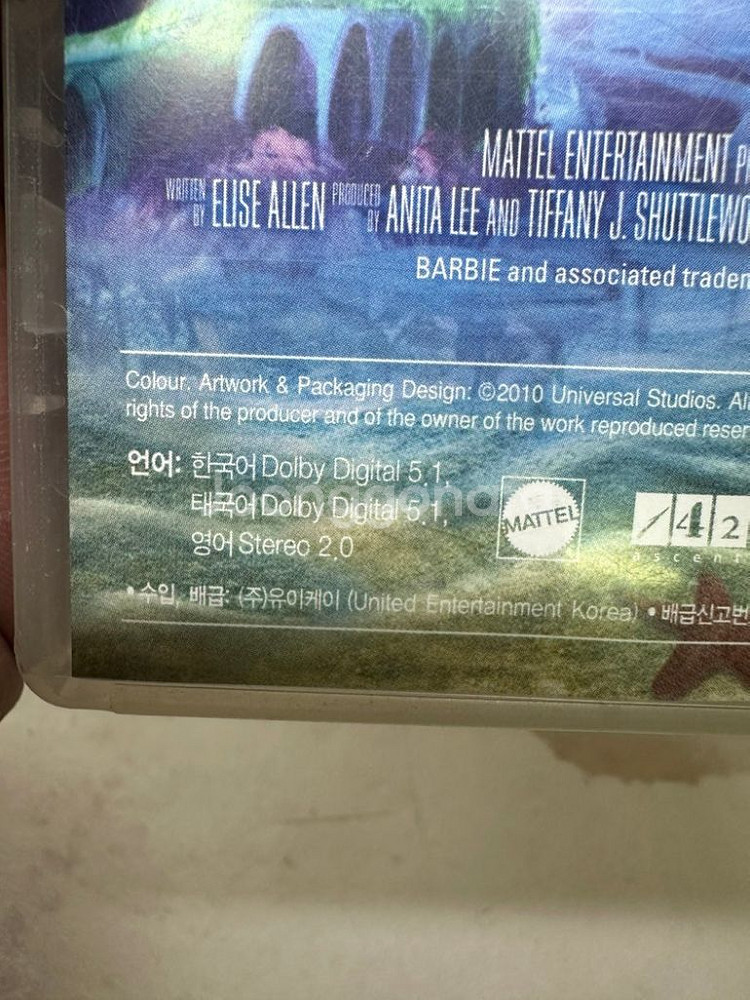 MATTEL ENTERTAINMENT
WRITTEN BY ELISE ALLEN PRODUCED BY ANITA LEE AND TIFFANY J. SHUTTLEWO
BARBIE and associated tradem
Colour. Artwork & Packaging Design: ©2010 Universal Studios. Al
rights of the producer and of the owner of the work reproduced reser
언어: 한국어 Dolby Digital 5.1,
태국어 Dolby Digital 5.1,
영어 Stereo 2.0
MATTEL
/42
ascent
• 수입, 배급: (주)유이케이 (United Entertainment Korea) • 배급신고번